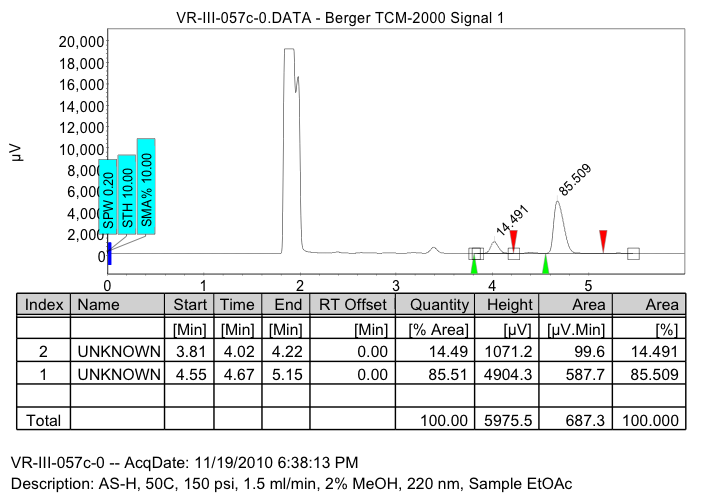 VR-III-057c-0.DATA - Berger TCM-2000 Signal 1
20,000
18,000
16,000
14,000
12,000
10,000
8,000
6,000
4,000
2,000
0
µV
SPW 0.20
STH 10.00
SMA% 10.00
14.491
85.509
0 1 2 3 4 5
Index Name Start Time End RT Offset Quantity Height Area Area
[Min] [Min] [Min] [Min] [% Area] [µV] [µV.Min] [%]
2 UNKNOWN 3.81 4.02 4.22 0.00 14.49 1071.2 99.6 14.491
1 UNKNOWN 4.55 4.67 5.15 0.00 85.51 4904.3 587.7 85.509
Total 100.00 5975.5 687.3 100.000
VR-III-057c-0 -- AcqDate: 11/19/2010 6:38:13 PM
Description: AS-H, 50C, 150 psi, 1.5 ml/min, 2% MeOH, 220 nm, Sample EtOAc